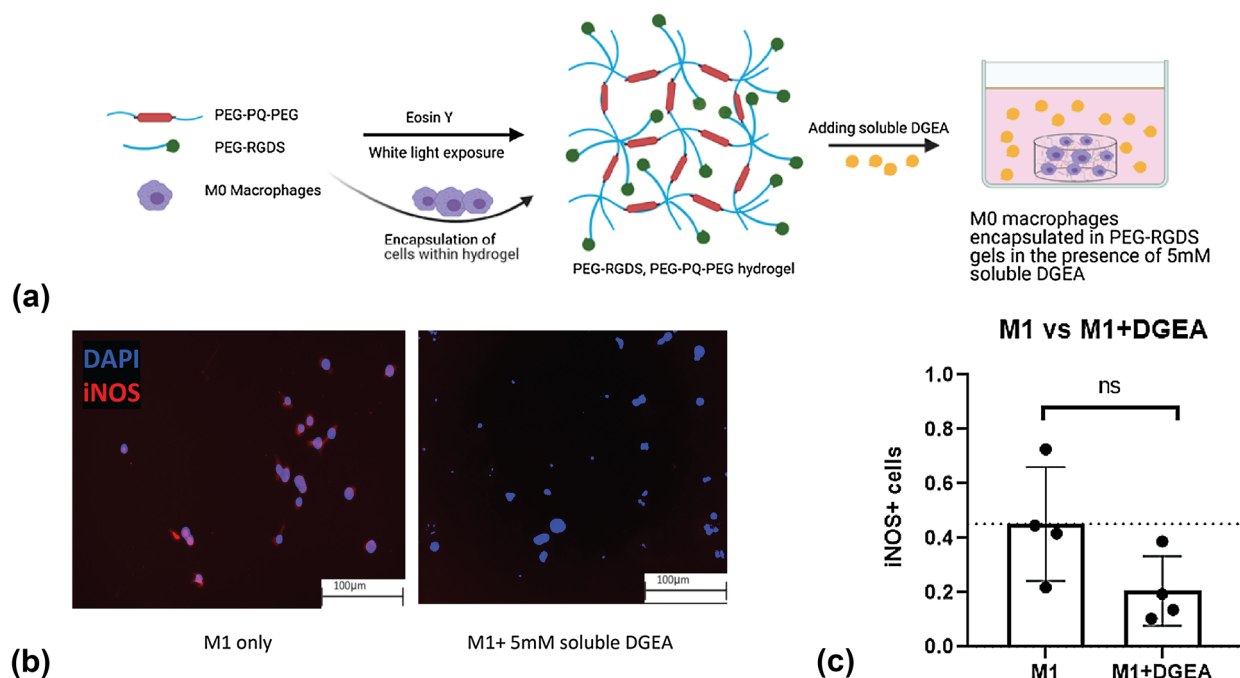 PEG-PQ-PEG
PEG-RGDS
M0 Macrophages
Eosin Y
White light exposure
Encapsulation of
cells within hydrogel
PEG-RGDS, PEG-PQ-PEG hydrogel
Adding soluble DGEA
M0 macrophages
encapsulated in PEG-RGDS
gels in the presence of 5mM
soluble DGEA
(a)
DAPI
iNOS
100μm
M1 only
100μm
M1+ 5mM soluble DGEA
(b)
M1 vs M1+DGEA
ns
iNOS+ cells
1.0
0.8
0.6
0.4
0.2
0.0
M1
M1+DGEA
(c)